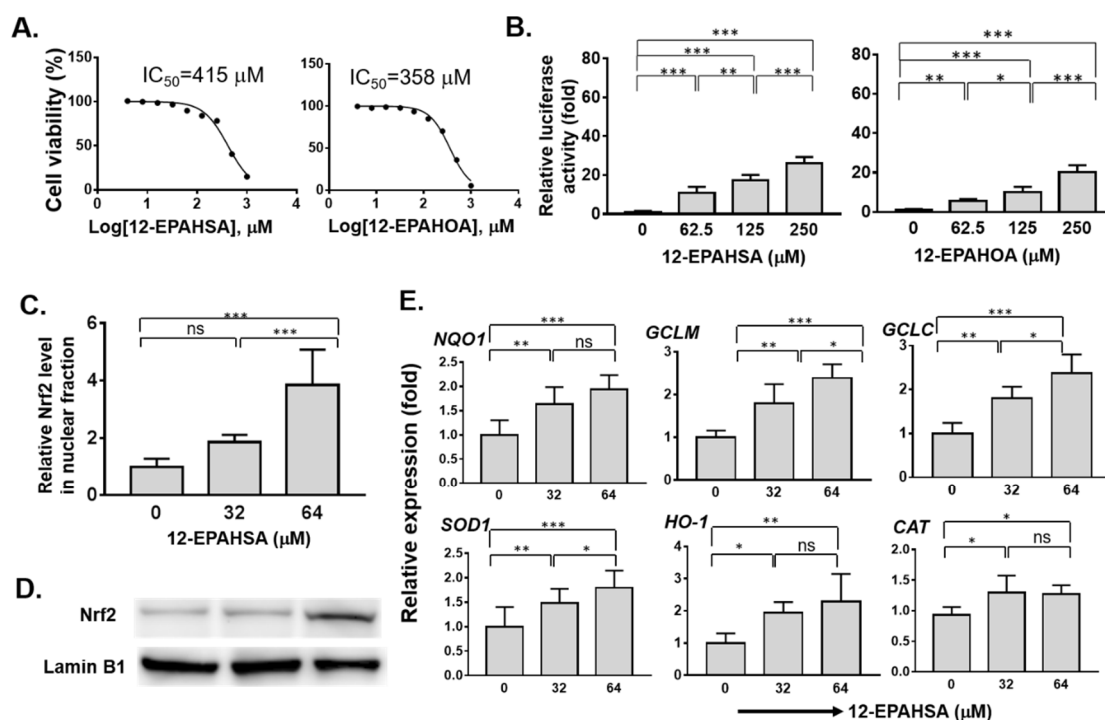 A.
Cell viability (%)
IC50=415 μM
150
100
50
0
0 1 2 3 4
Log[12-EPAHSA], μM
IC50=358 μM
150
100
50
0
0 1 2 3 4
Log[12-EPAHOA], μM
B.
Relative luciferase
activity (fold)
***
***
*** ** ***
80
60
40
20
0
0 62.5 125 250
12-EPAHSA (μM)
***
***
** * ***
80
60
40
20
0
0 62.5 125 250
12-EPAHOA (μM)
C.
Relative Nrf2 level
in nuclear fraction
***
ns ***
6
4
2
0
0 32 64
12-EPAHSA (μM)
D.
Nrf2
Lamin B1
E.
Relative expression (fold)
NQO1
***
** ns
2.5
2.0
1.5
1.0
0.5
0.0
0 32 64
GCLM
***
** *
3
2
1
0
0 32 64
GCLC
***
** *
3
2
1
0
0 32 64
SOD1
***
** *
2.5
2.0
1.5
1.0
0.5
0.0
0 32 64
HO-1
**
* ns
4
3
2
1
0
0 32 64
CAT
*
* ns
2.0
1.5
1.0
0.5
0.0
0 32 64
12-EPAHSA (μM)